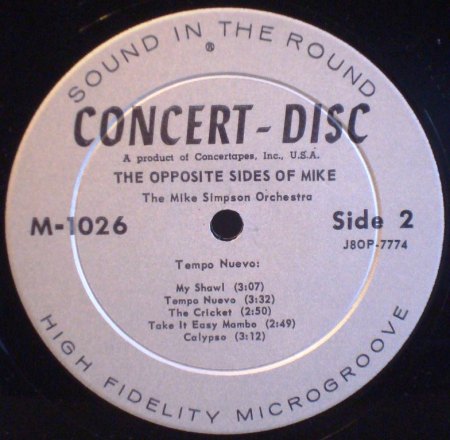 SOUND IN THE ROUND
®
CONCERT-DISC
A product of Concertapes, Inc., U.S.A.
THE OPPOSITE SIDES OF MIKE
The Mike Simpson Orchestra
M-1026
Side 2
J8OP-7774
Tempo Nuevo:
My Shawl (3:07)
Tempo Nuevo (3:32)
The Cricket (2:50)
Take It Easy Mambo (2:49)
Calypso (3:12)
HIGH FIDELITY MICROGROOVE